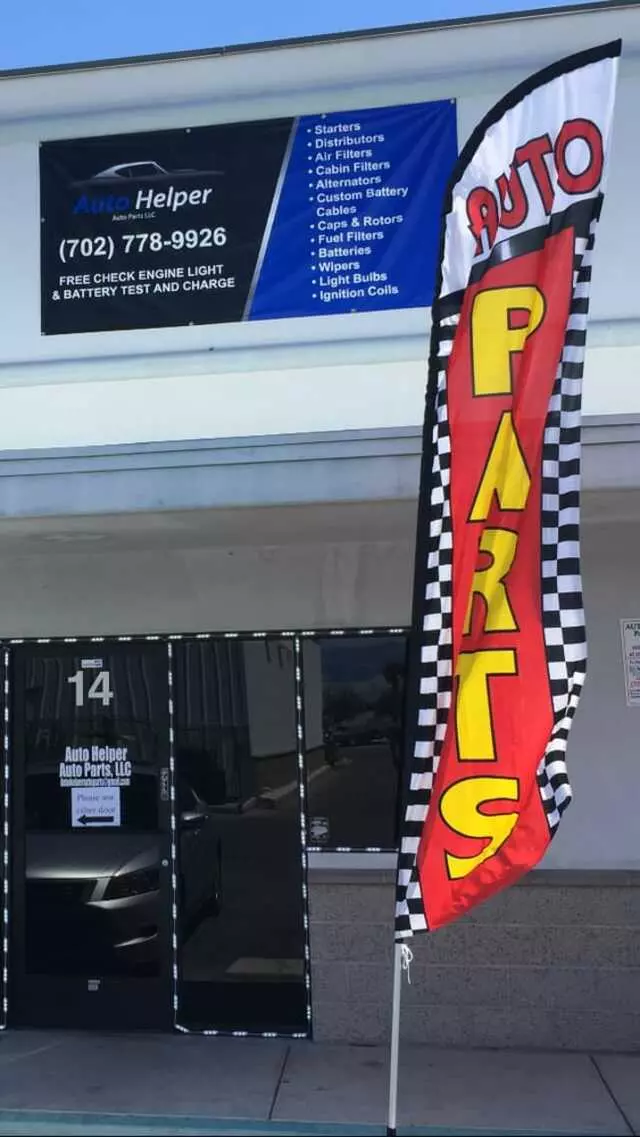 Auto Helper
Auto Parts LLC
(702) 778-9926
FREE CHECK ENGINE LIGHT
& BATTERY TEST AND CHARGE
• Starters
• Distributors
• Air Filters
• Cabin Filters
• Alternators
• Custom Battery
Cables
• Caps & Rotors
• Fuel Filters
• Batteries
• Wipers
• Light Bulbs
• Ignition Coils
AUTO
PARTS
14
Auto Helper
Auto Parts, LLC
Please use
other door